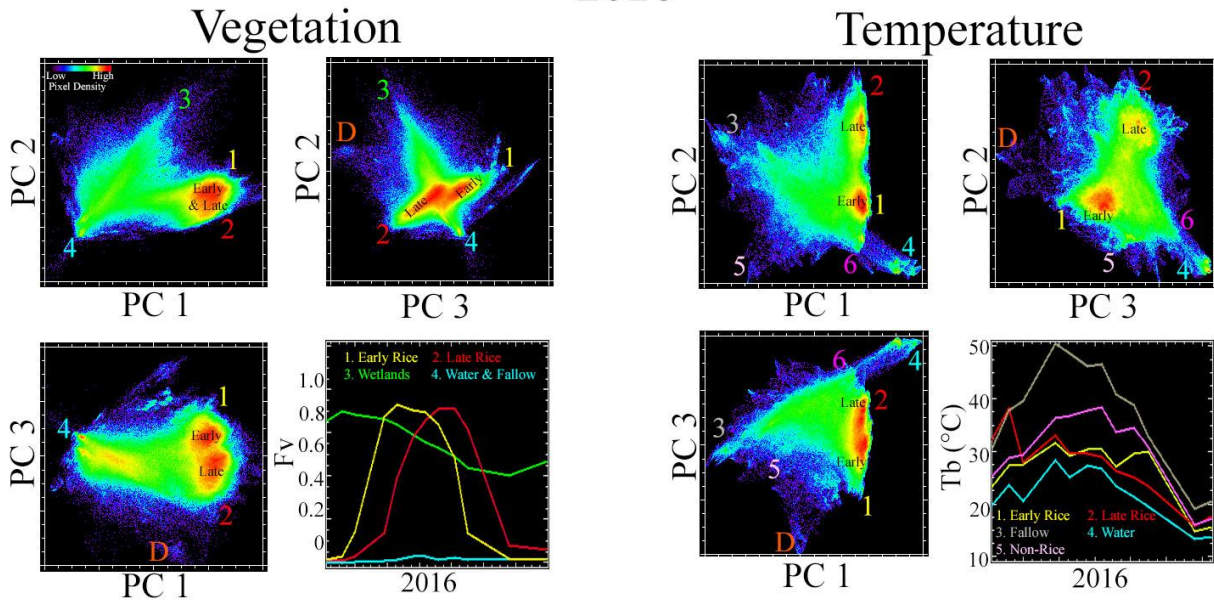 Vegetation
Temperature
Low High
Pixel Density
3
1
Early
& Late
2
4
PC 2
PC 1
3
D
1
Early
Late
2
4
PC 2
PC 3
2
3
Late
Early
1
5
6
4
PC 2
PC 1
2
D
Late
1
Early
6
5
4
PC 2
PC 3
1
4
Early
Late
2
D
PC 3
PC 1
1. Early Rice 2. Late Rice
3. Wetlands 4. Water & Fallow
1.0
0.8
0.6
0.4
0.2
0
Fv
2016
6
4
Late
2
3
5
Early
1
D
PC 3
PC 1
50
40
30
20
10
Tb (°C)
1. Early Rice 2. Late Rice
3. Fallow 4. Water
5. Non-Rice
2016